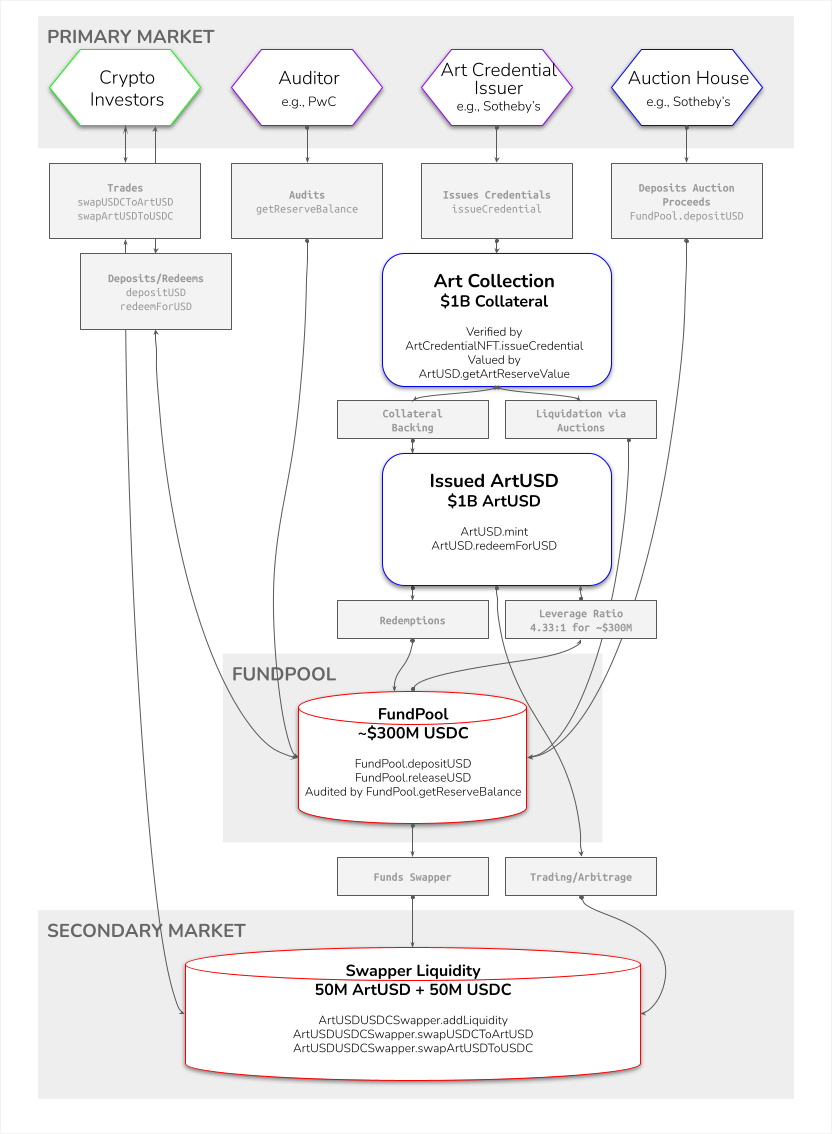 PRIMARY MARKET
Crypto
Investors
Auditor
e.g., PwC
Art Credential
Issuer
e.g., Sotheby's
Auction House
e.g., Sotheby's
Trades
swapUSDCToArtUSD
swapArtUSDToUSDC
Audits
getReserveBalance
Issues Credentials
issueCredential
Deposits Auction
Proceeds
FundPool.depositUSD
Deposits/Redeems
depositUSD
redeemForUSD
Art Collection
$1B Collateral
Verified by
ArtCredentialNFT.issueCredential
Valued by
ArtUSD.getArtReserveValue
Collateral
Backing
Liquidation via
Auctions
Issued ArtUSD
$1B ArtUSD
ArtUSD.mint
ArtUSD.redeemForUSD
Redemptions
Leverage Ratio
4.33:1 for ~$300M
FUNDPOOL
FundPool
~$300M USDC
FundPool.depositUSD
FundPool.releaseUSD
Audited by FundPool.getReserveBalance
Funds Swapper
Trading/Arbitrage
SECONDARY MARKET
Swapper Liquidity
50M ArtUSD + 50M USDC
ArtUSDUSDCSwapper.addLiquidity
ArtUSDUSDCSwapper.swapUSDCToArtUSD
ArtUSDUSDCSwapper.swapArtUSDToUSDC